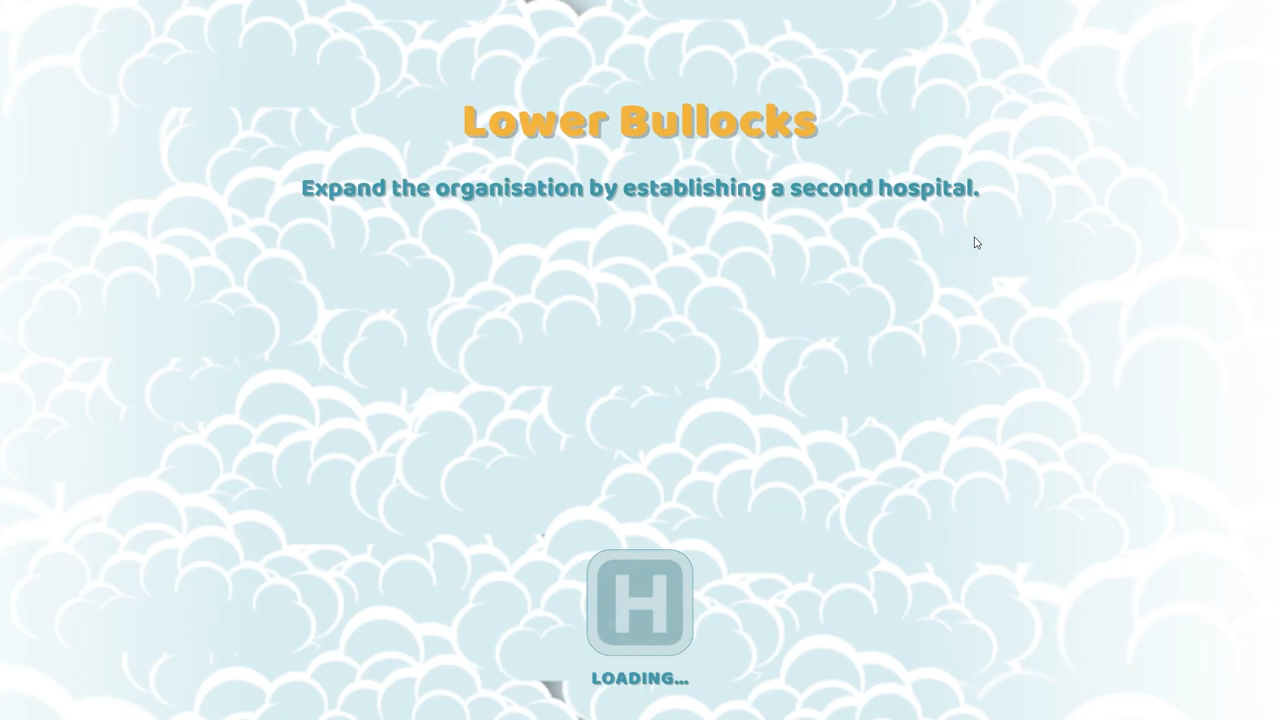 Lower Bullocks
Expand the organisation by establishing a second hospital.
H
LOADING...